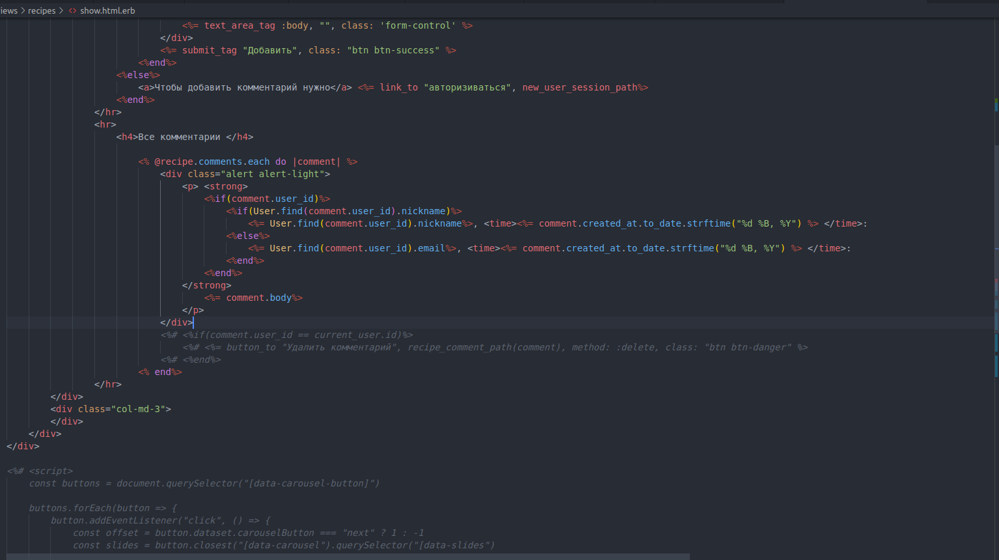 iews > recipes > <> show.html.erb
<%= text_area_tag :body, "", class: 'form-control' %>
</div>
<%= submit_tag "Добавить", class: "btn btn-success" %>
<%end%>
<%else%>
<a>Чтобы добавить комментарий нужно</a> <%= link_to "авторизиваться", new_user_session_path%>
<%end%>
</hr>
<hr>
<h4>Все комментарии </h4>
<% @recipe.comments.each do |comment| %>
<div class="alert alert-light">
<p> <strong>
<%if(comment.user_id)%>
<%if(User.find(comment.user_id).nickname)%>
<%= User.find(comment.user_id).nickname%>, <time><%= comment.created_at.to_date.strftime("%d %B, %Y") %> </time>:
<%else%>
<%= User.find(comment.user_id).email%>, <time><%= comment.created_at.to_date.strftime("%d %B, %Y") %> </time>:
<%end%>
<%end%>
</strong>
<%= comment.body%>
</p>
</div>
<%# <%if(comment.user_id == current_user.id)%>
<%# <%= button_to "Удалить комментарий", recipe_comment_path(comment), method: :delete, class: "btn btn-danger" %>
<%# <%end%>
<% end%>
</hr>
</div>
<div class="col-md-3">
</div>
</div>
</div>
<%# <script>
const buttons = document.querySelector("[data-carousel-button]")
buttons.forEach(button => {
button.addEventListener("click", () => {
const offset = button.dataset.carouselButton === "next" ? 1 : -1
const slides = button.closest("[data-carousel").querySelector("[data-slides")